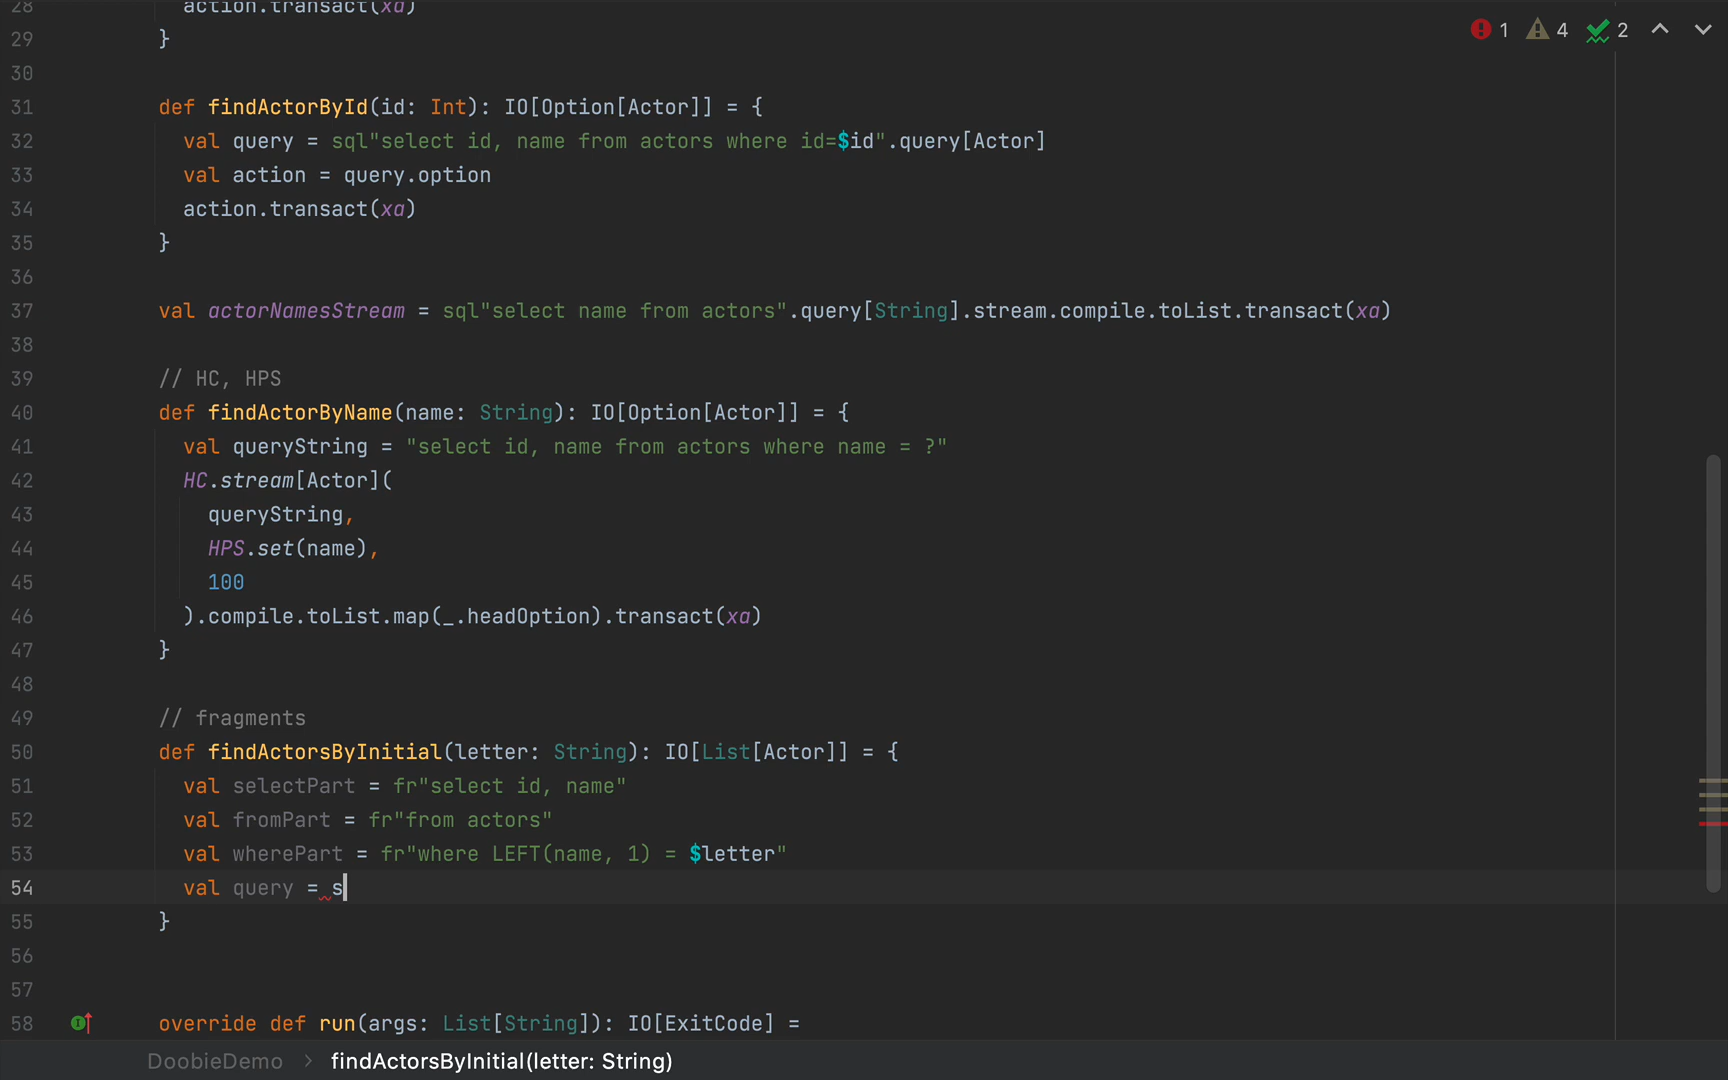 28 action.transact(xa)
29 }
30
31 def findActorById(id: Int): IO[Option[Actor]] = {
32 val query = sql"select id, name from actors where id=$id".query[Actor]
33 val action = query.option
34 action.transact(xa)
35 }
36
37 val actorNamesStream = sql"select name from actors".query[String].stream.compile.toList.transact(xa)
38
39 // HC, HPS
40 def findActorByName(name: String): IO[Option[Actor]] = {
41 val queryString = "select id, name from actors where name = ?"
42 HC.stream[Actor](
43 queryString,
44 HPS.set(name),
45 100
46 ).compile.toList.map(_.headOption).transact(xa)
47 }
48
49 // fragments
50 def findActorsByInitial(letter: String): IO[List[Actor]] = {
51 val selectPart = fr"select id, name"
52 val fromPart = fr"from actors"
53 val wherePart = fr"where LEFT(name, 1) = $letter"
54 val query = s
55 }
56
57
58 override def run(args: List[String]): IO[ExitCode] =
1 4 2
DoobieDemo > findActorsByInitial(letter: String)